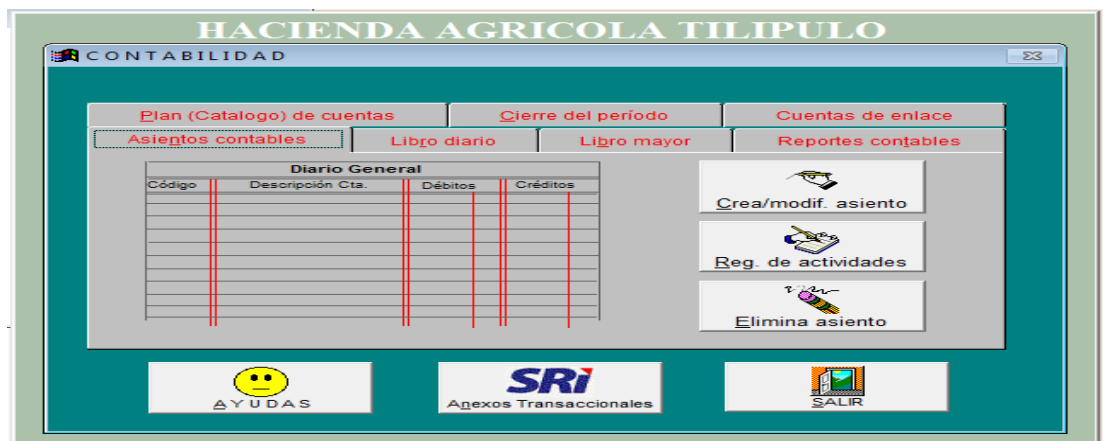 HACIENDA AGRICOLA TILIPULO
CONTABILIDAD
Plan (Catalogo) de cuentas
Cierre del período
Cuentas de enlace
Asientos contables
Libro diario
Libro mayor
Reportes contables
Diario General
Código Descripción Cta. Débitos Créditos
Crea/modif. asiento
Reg. de actividades
Elimina asiento
AYUDAS
SRi
Anexos Transaccionales
SALIR